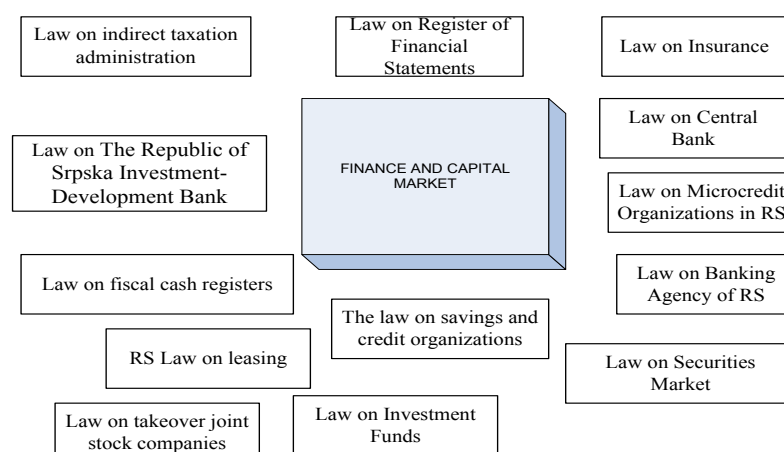 Law on indirect taxation
administration
Law on Register of
Financial
Statements
Law on Insurance
Law on Central
Bank
Law on The Republic of
Srpska Investment-
Development Bank
FINANCE AND CAPITAL
MARKET
Law on Microcredit
Organizations in RS
Law on fiscal cash registers
Law on Banking
Agency of RS
The law on savings and
credit organizations
RS Law on leasing
Law on Securities
Market
Law on takeover joint
stock companies
Law on Investment
Funds